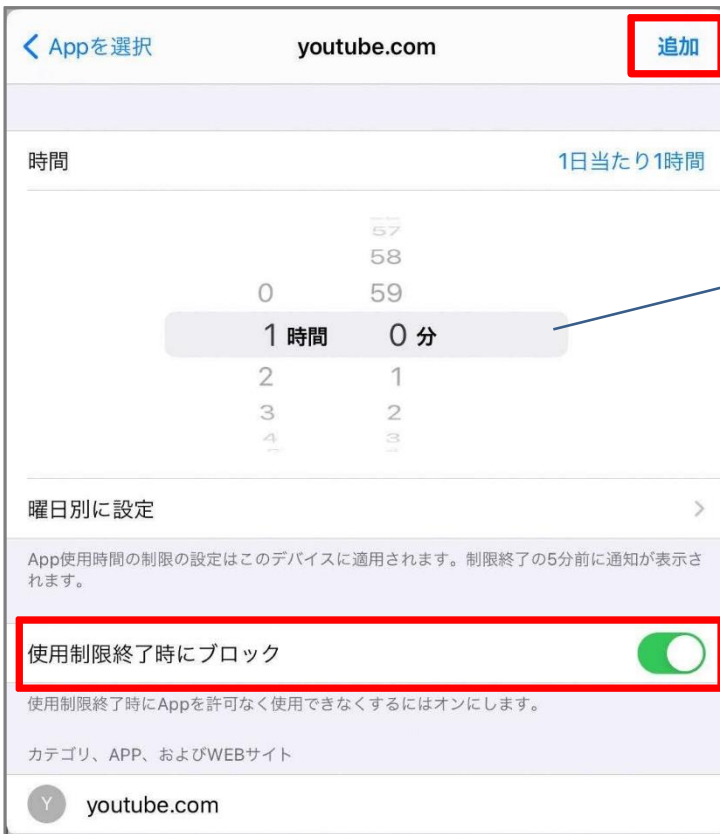 Appを選択
youtube.com
追加
時間
1日当たり1時間
57
58
0 59
1 時間 0 分
2 1
3 2
4 3
曜日別に設定
App使用時間の制限の設定はこのデバイスに適用されます。制限終了の5分前に通知が表示さ
れます。
使用制限終了時にブロック
使用制限終了時にAppを許可なく使用できなくするにはオンにします。
カテゴリ、APP、およびWEBサイト
Y youtube.com